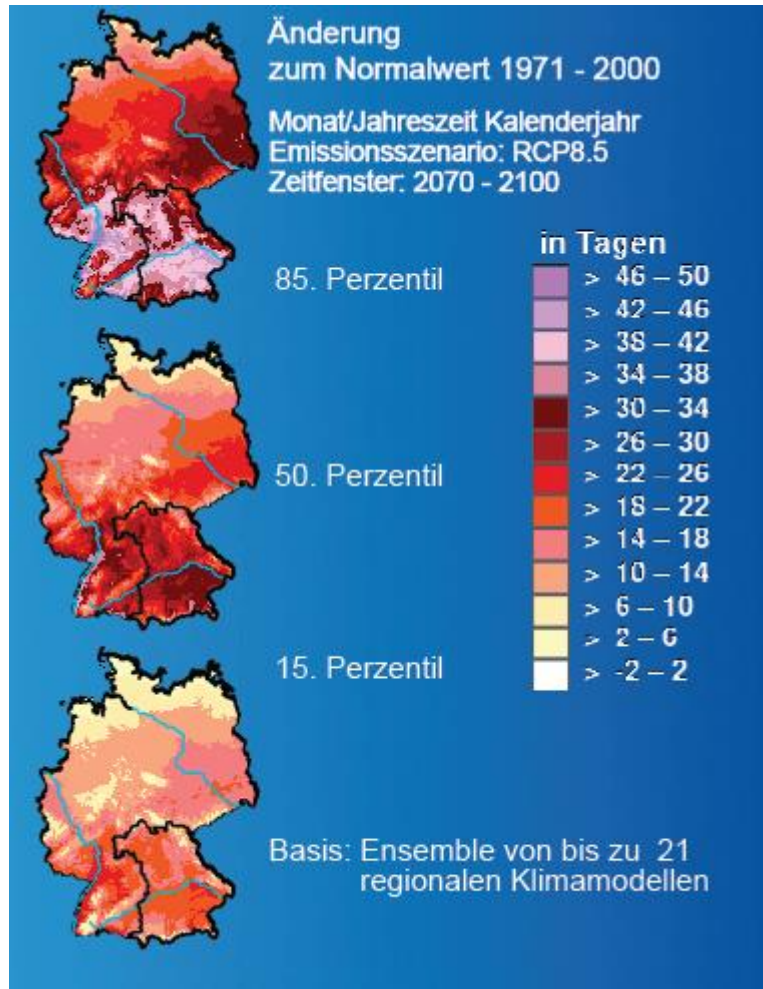 Änderung
zum Normalwert 1971 - 2000
Monat/Jahreszeit Kalenderjahr
Emissionsszenario: RCP8.5
Zeitfenster: 2070 - 2100
in Tagen
> 46 – 50
> 42 – 46
> 38 – 42
> 34 – 38
> 30 – 34
> 26 – 30
> 22 – 26
> 18 – 22
> 14 – 18
> 10 – 14
> 6 – 10
> 2 – 6
> -2 – 2
85. Perzentil
50. Perzentil
15. Perzentil
Basis: Ensemble von bis zu 21
regionalen Klimamodellen